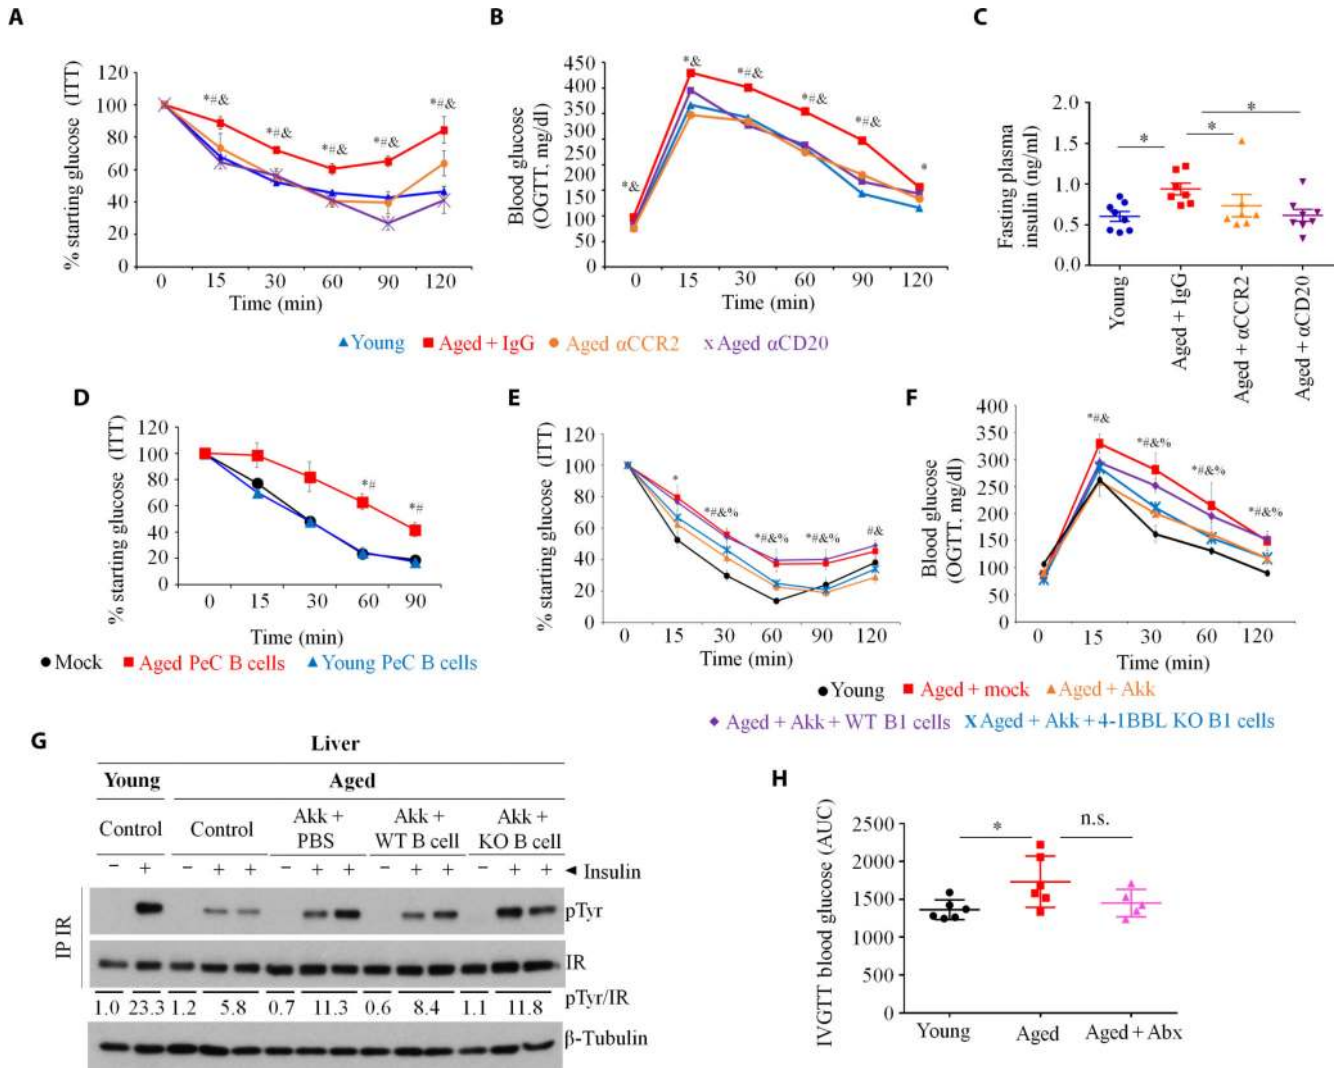 A
% starting glucose (ITT)
120
100
80
60
40
20
0
*#&
*#&
*#&
*#&
*#&
0 15 30 60 90 120
Time (min)
B
Blood glucose
(OGTT, mg/dl)
450
400
350
300
250
200
150
100
50
0
*&
*&
*#&
*#&
*#&
*
0 15 30 60 90 120
Time (min)
Young Aged + IgG Aged αCCR2 x Aged αCD20
C
Fasting plasma
insulin (ng/ml)
2.0
1.5
1.0
0.5
0.0
* * *
Young
Aged + IgG
Aged + αCCR2
Aged + αCD20
D
% starting glucose (ITT)
120
100
80
60
40
20
0
*#
*#
0 15 30 60 90
Time (min)
Mock Aged PeC B cells Young PeC B cells
E
% starting glucose (ITT)
120
100
80
60
40
20
0
*
*#&%
*#&%
*#&%
#&
0 15 30 60 90 120
Time (min)
F
Blood glucose
(OGTT. mg/dl)
400
350
300
250
200
150
100
50
0
*#&
*#&%
*#&%
*#&%
0 15 30 60 120
Time (min)
Young Aged + mock Aged + Akk
Aged + Akk + WT B1 cells X Aged + Akk + 4-1BBL KO B1 cells
G
Liver
Young Aged
Control Control Akk + PBS Akk + WT B cell Akk + KO B cell
− + − + + − + + − + + − + + Insulin
IP IR
pTyr
IR
1.0 23.3 1.2 5.8 0.7 11.3 0.6 8.4 1.1 11.8 pTyr/IR
β-Tubulin
H
IVGTT blood glucose (AUC)
2500
2000
1500
1000
500
0
* n.s.
Young Aged Aged + Abx